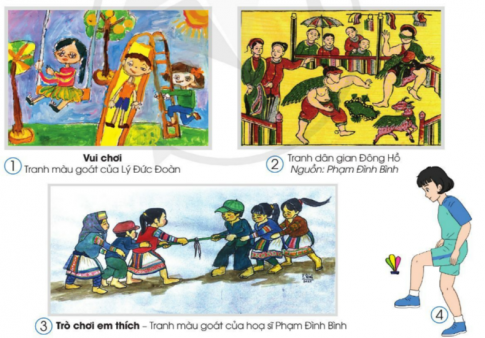 1
Vui chơi
Tranh màu goát của Lý Đức Đoàn
2
Tranh dân gian Đông Hồ
Nguồn: Phạm Đình Bình
3 Trò chơi em thích – Tranh màu goát của hoạ sĩ Phạm Đình Bình
4